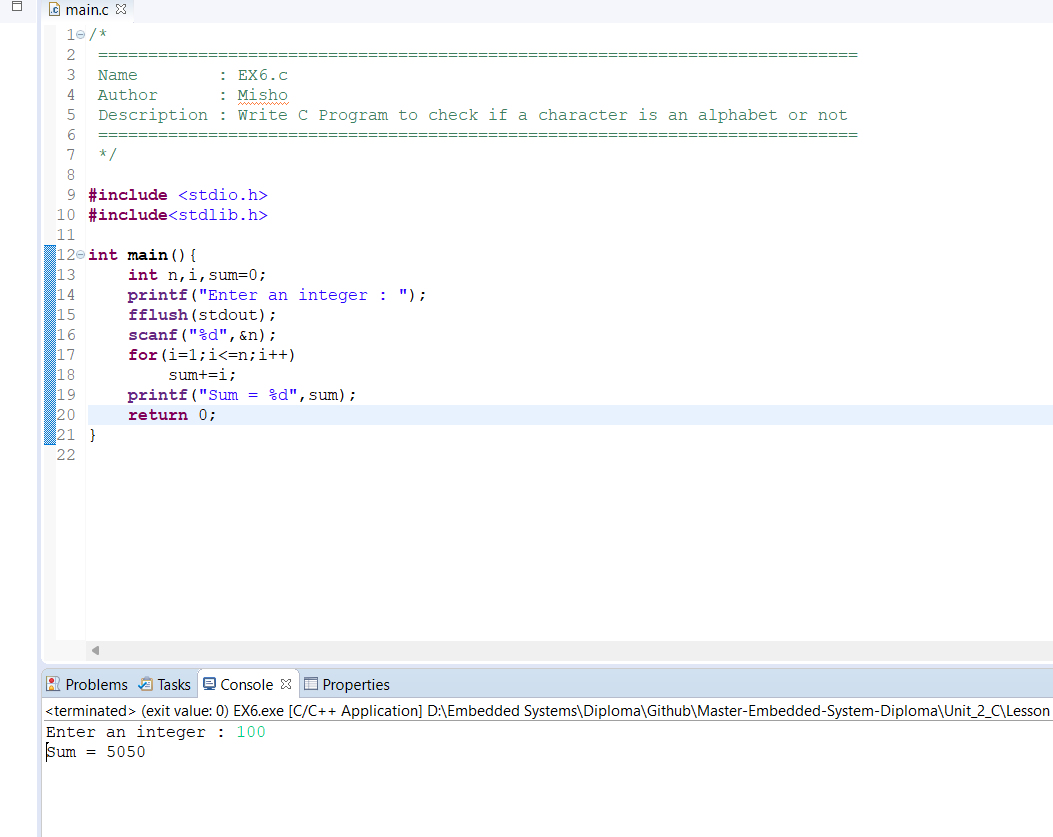 main.c
1 /*
2 ============================================================================
3 Name        : EX6.c
4 Author      : Misho
5 Description : Write C Program to check if a character is an alphabet or not
6 ============================================================================
7 */
8
9 #include <stdio.h>
10 #include<stdlib.h>
11
12 int main(){
13     int n,i,sum=0;
14     printf("Enter an integer : ");
15     fflush(stdout);
16     scanf("%d",&n);
17     for(i=1;i<=n;i++)
18         sum+=i;
19     printf("Sum = %d",sum);
20     return 0;
21 }
22
Problems Tasks Console Properties
<terminated> (exit value: 0) EX6.exe [C/C++ Application] D:\Embedded Systems\Diploma\Github\Master-Embedded-System-Diploma\Unit_2_C\Lesson
Enter an integer : 100
Sum = 5050